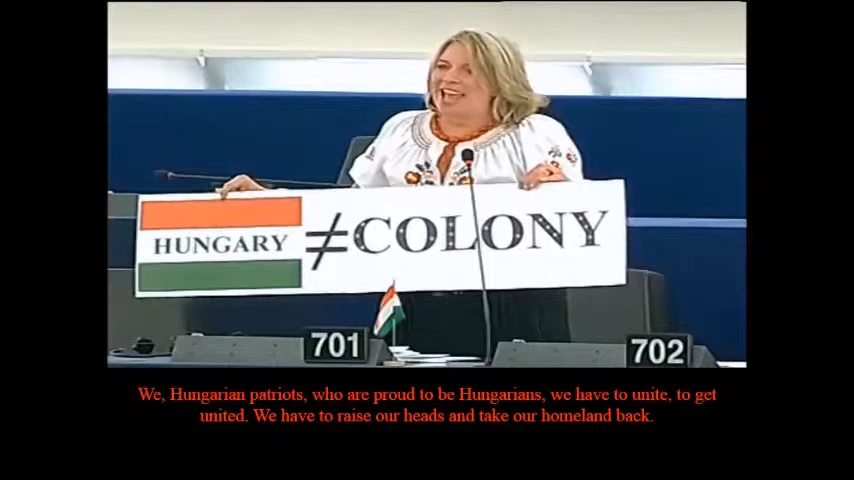 HUNGARY ≠ COLONY
701
702
We, Hungarian patriots, who are proud to be Hungarians, we have to unite, to get
united. We have to raise our heads and take our homeland back.